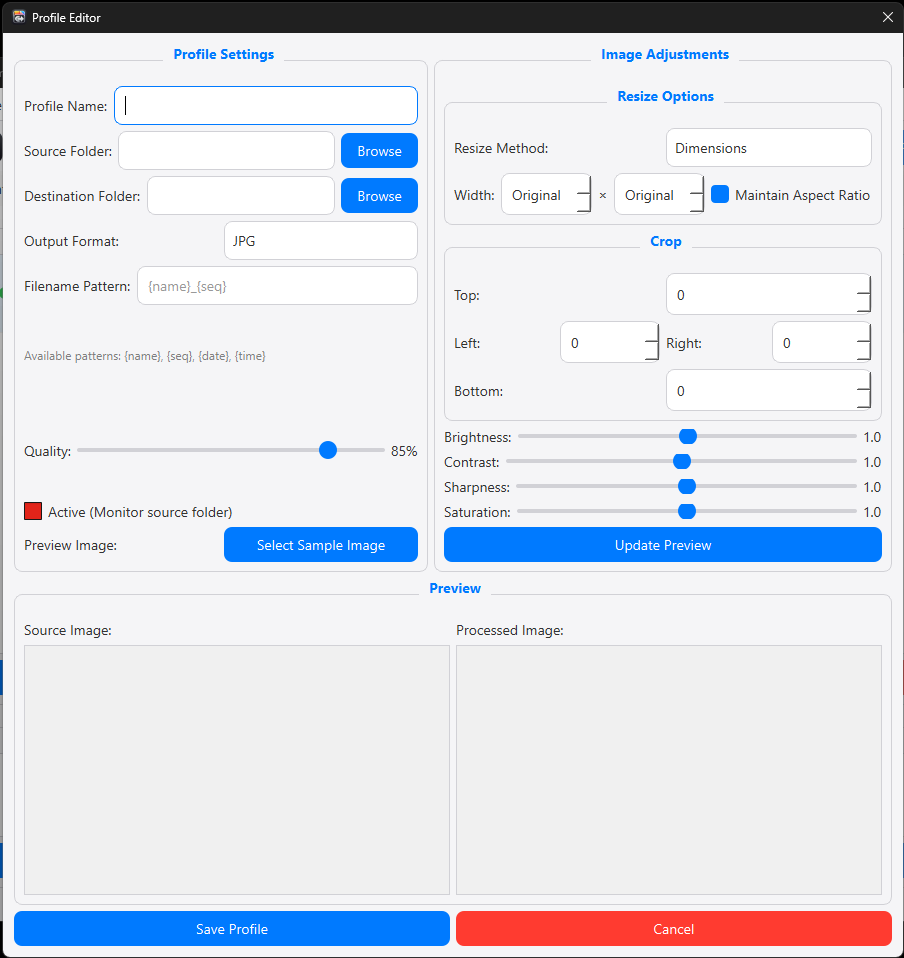 Profile Editor
Profile Settings
Profile Name:
Source Folder:
Browse
Destination Folder:
Browse
Output Format:
JPG
Filename Pattern:
{name}_{seq}
Available patterns: {name}, {seq}, {date}, {time}
Quality:
85%
Active (Monitor source folder)
Preview Image:
Select Sample Image
Image Adjustments
Resize Options
Resize Method:
Dimensions
Width:
Original
×
Original
Maintain Aspect Ratio
Crop
Top:
0
Left:
0
Right:
0
Bottom:
0
Brightness:
1.0
Contrast:
1.0
Sharpness:
1.0
Saturation:
1.0
Update Preview
Preview
Source Image:
Processed Image:
Save Profile
Cancel